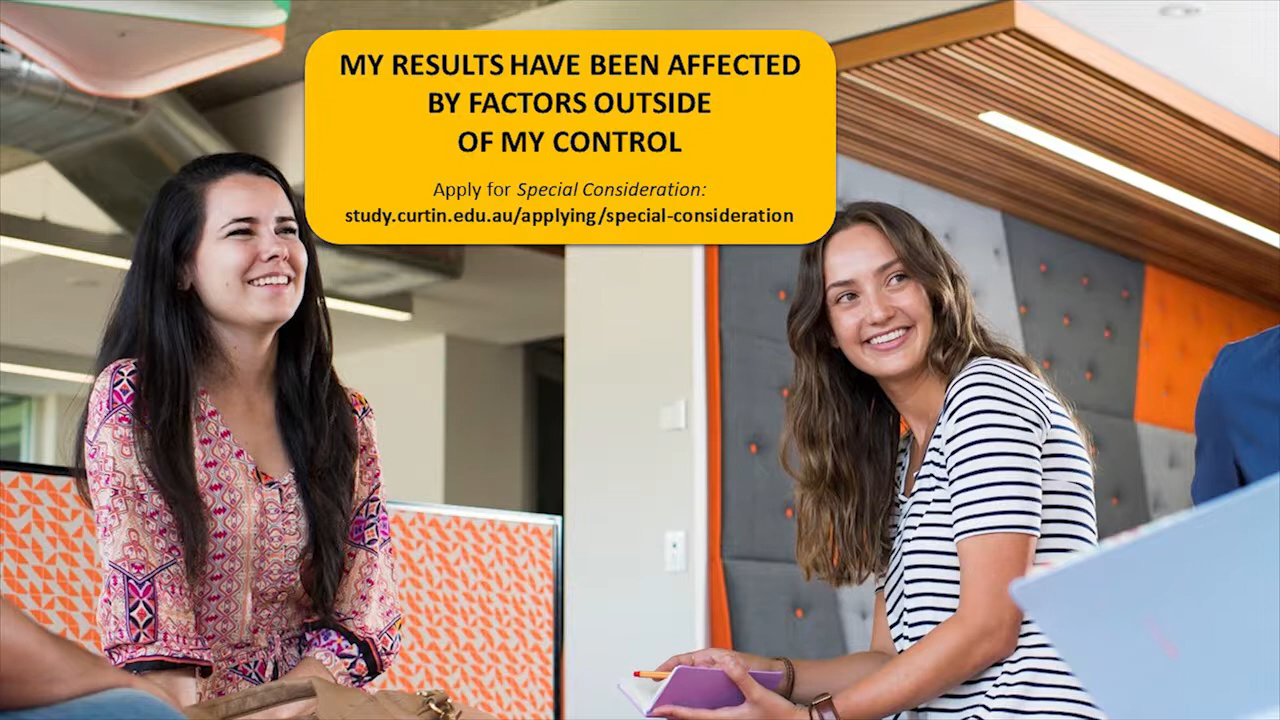 MY RESULTS HAVE BEEN AFFECTED
BY FACTORS OUTSIDE
OF MY CONTROL
Apply for Special Consideration:
study.curtin.edu.au/applying/special-consideration